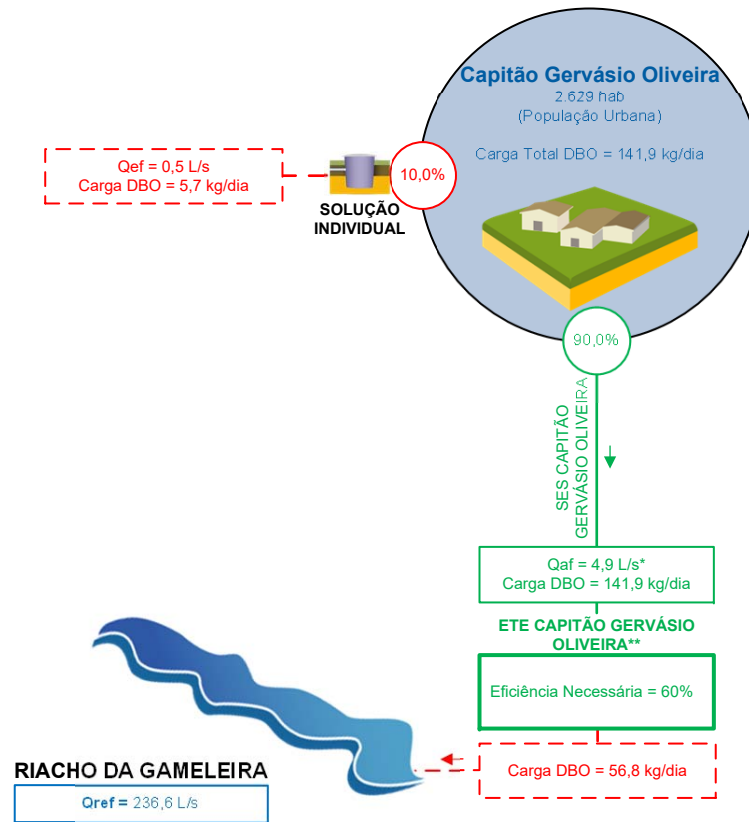 Capitão Gervásio Oliveira
2.629 hab
(População Urbana)
Carga Total DBO = 141,9 kg/dia
Qef = 0,5 L/s
Carga DBO = 5,7 kg/dia
10,0%
SOLUÇÃO
INDIVIDUAL
90,0%
SES CAPITÃO
GERVÁSIO OLIVEIRA
Qaf = 4,9 L/s*
Carga DBO = 141,9 kg/dia
ETE CAPITÃO GERVÁSIO
OLIVEIRA**
Eficiência Necessária = 60%
Carga DBO = 56,8 kg/dia
RIACHO DA GAMELEIRA
Qref = 236,6 L/s